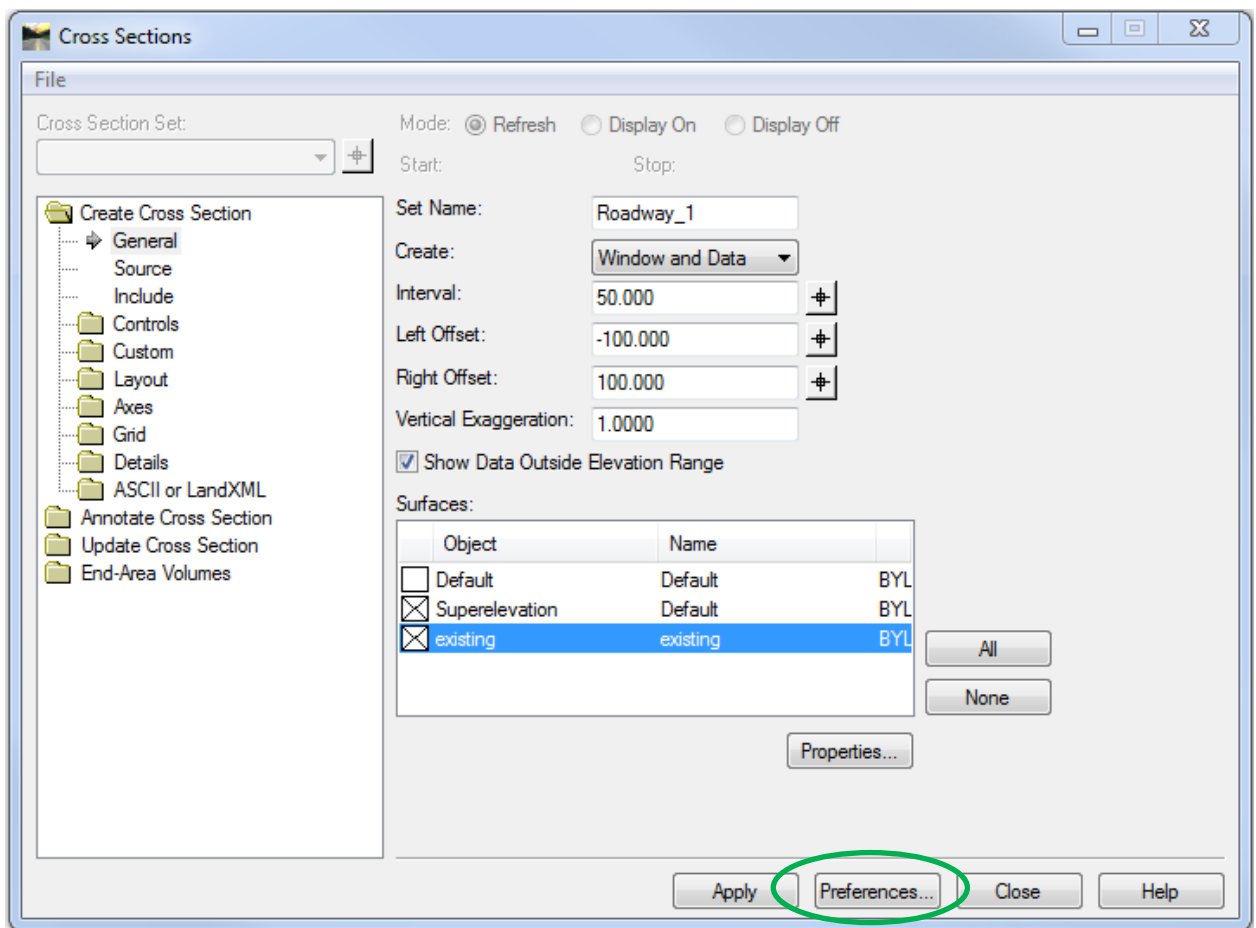 Cross Sections
File
Cross Section Set:
Mode: Refresh Display On Display Off
Start: Stop:
Create Cross Section
General
Source
Include
Controls
Custom
Layout
Axes
Grid
Details
ASCII or LandXML
Annotate Cross Section
Update Cross Section
End-Area Volumes
Set Name: Roadway_1
Create: Window and Data
Interval: 50.000
Left Offset: -100.000
Right Offset: 100.000
Vertical Exaggeration: 1.0000
Show Data Outside Elevation Range
Surfaces:
Object Name
Default Default BYL
Superelevation Default BYL
existing existing BYL
All
None
Properties...
Apply Preferences... Close Help